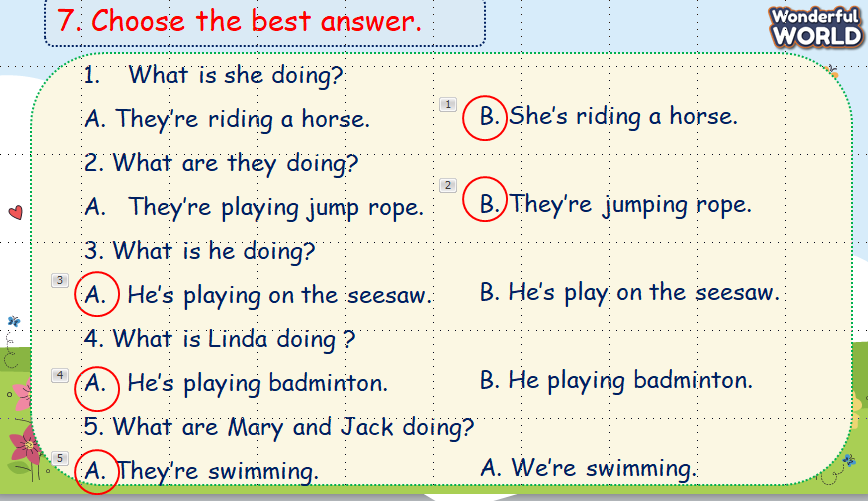 7. Choose the best answer.
Wonderful
WORLD
1. What is she doing?
A. They're riding a horse.
1
B. She's riding a horse.
2. What are they doing?
A. They're playing jump rope.
2
B. They're jumping rope.
3. What is he doing?
3
A. He's playing on the seesaw.
B. He's play on the seesaw.
4. What is Linda doing ?
4
A. He's playing badminton.
B. He playing badminton.
5. What are Mary and Jack doing?
5
A. They're swimming.
A. We're swimming.